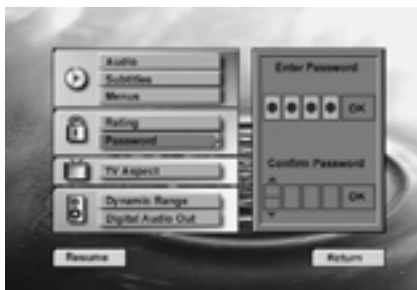 Audio
Subtitles
Menus
Rating
Password
TV Aspect
Dynamic Range
Digital Audio Out
Enter Password
OK
Confirm Password
OK
Resume
Return